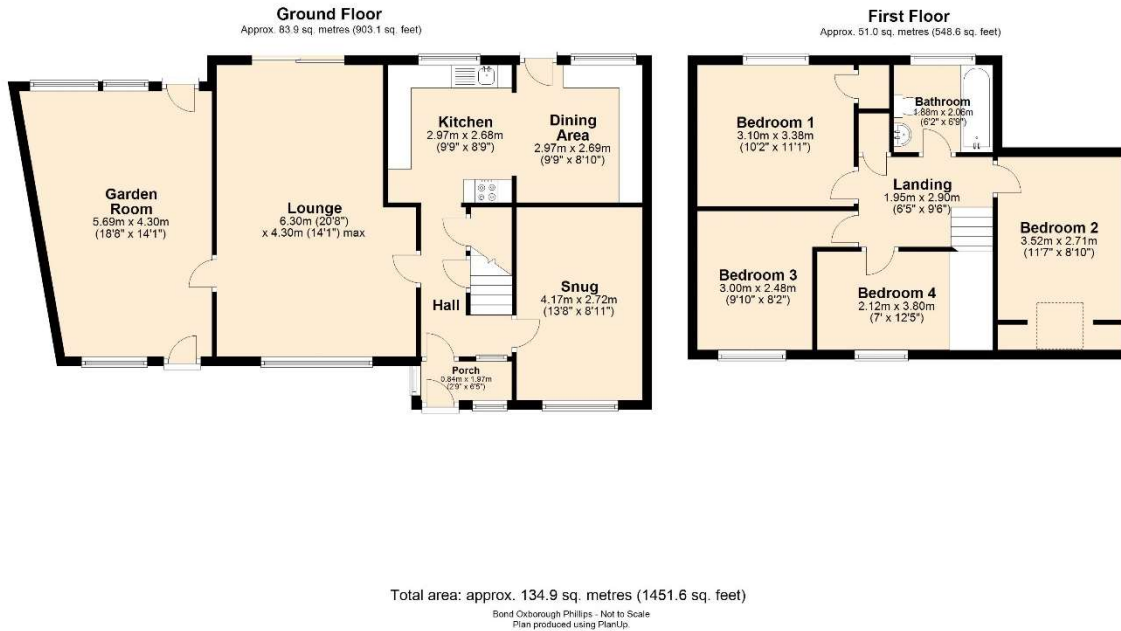 Ground Floor
Approx. 83.9 sq. metres (903.1 sq. feet)
Garden
Room
5.69m x 4.30m
(18'8" x 14'1")
Lounge
6.30m (20'8")
x 4.30m (14'1") max
Kitchen
2.97m x 2.68m
(9'9" x 8'9")
Dining
Area
2.97m x 2.69m
(9'9" x 8'10")
Hall
Snug
4.17m x 2.72m
(13'8" x 8'11")
Porch
0.84m x 1.97m
(2'9" x 6'5")
First Floor
Approx. 51.0 sq. metres (548.6 sq. feet)
Bedroom 1
3.10m x 3.38m
(10'2" x 11'1")
Bathroom
1.88m x 2.06m
(6'2" x 6'9")
Landing
1.95m x 2.90m
(6'5" x 9'6")
Bedroom 2
3.52m x 2.71m
(11'7" x 8'10")
Bedroom 3
3.00m x 2.48m
(9'10" x 8'2")
Bedroom 4
2.12m x 3.80m
(7' x 12'5")
Total area: approx. 134.9 sq. metres (1451.6 sq. feet)
Bond Oxborough Phillips - Not to Scale
Plan produced using PlanUp.